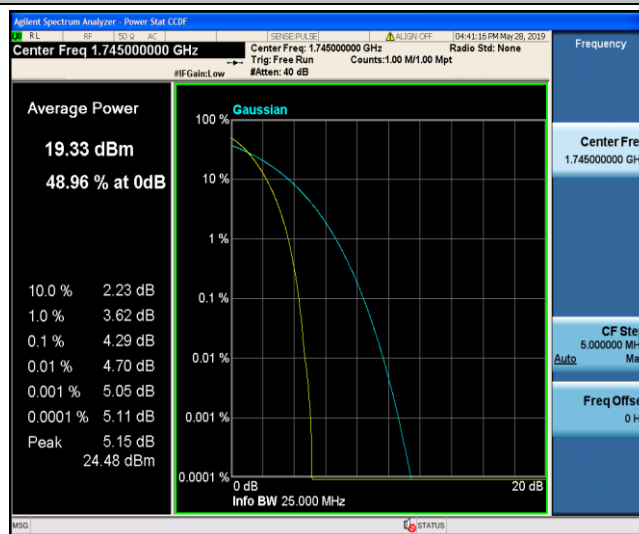 Agilent Spectrum Analyzer - Power Stat CCDF
RL RF 50 Ω AC SENSE:PULSE ALIGN OFF 04:41:16 PM May 28, 2019
Center Freq 1.745000000 GHz
Center Freq: 1.745000000 GHz Radio Std: None
Trig: Free Run Counts:1.00 M/1.00 Mpt
#IFGain:Low #Atten: 40 dB
Frequency
Average Power
19.33 dBm
48.96 % at 0dB
10.0 % 2.23 dB
1.0 % 3.62 dB
0.1 % 4.29 dB
0.01 % 4.70 dB
0.001 % 5.05 dB
0.0001 % 5.11 dB
Peak 5.15 dB
24.48 dBm
Gaussian
100 %
10 %
1 %
0.1 %
0.01 %
0.001 %
0.0001 %
0 dB 20 dB
Info BW 25.000 MHz
Center Fre
1.745000000 GH
CF Ste
5.000000 MH
Auto Ma
Freq Offse
0 H
MSG STATUS